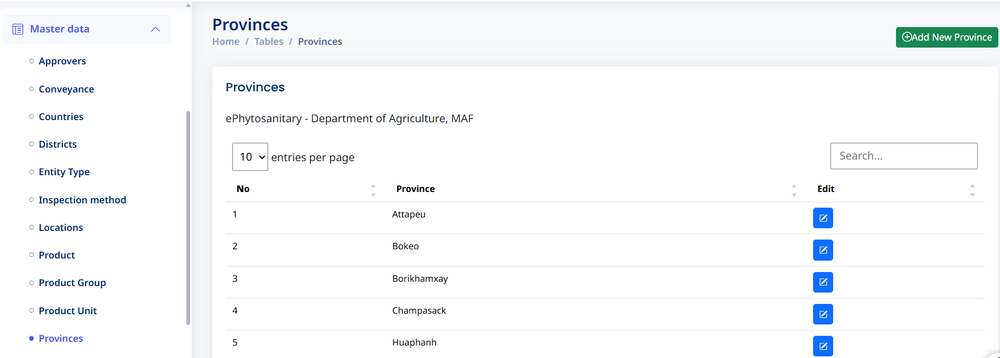 Master data
Approvers
Conveyance
Countries
Districts
Entity Type
Inspection method
Locations
Product
Product Group
Product Unit
Provinces
Provinces
Home / Tables / Provinces
Add New Province
Provinces
ePhytosanitary - Department of Agriculture, MAF
10 entries per page
Search...
No Province Edit
1 Attapeu
2 Bokeo
3 Borikhamxay
4 Champasack
5 Huaphanh